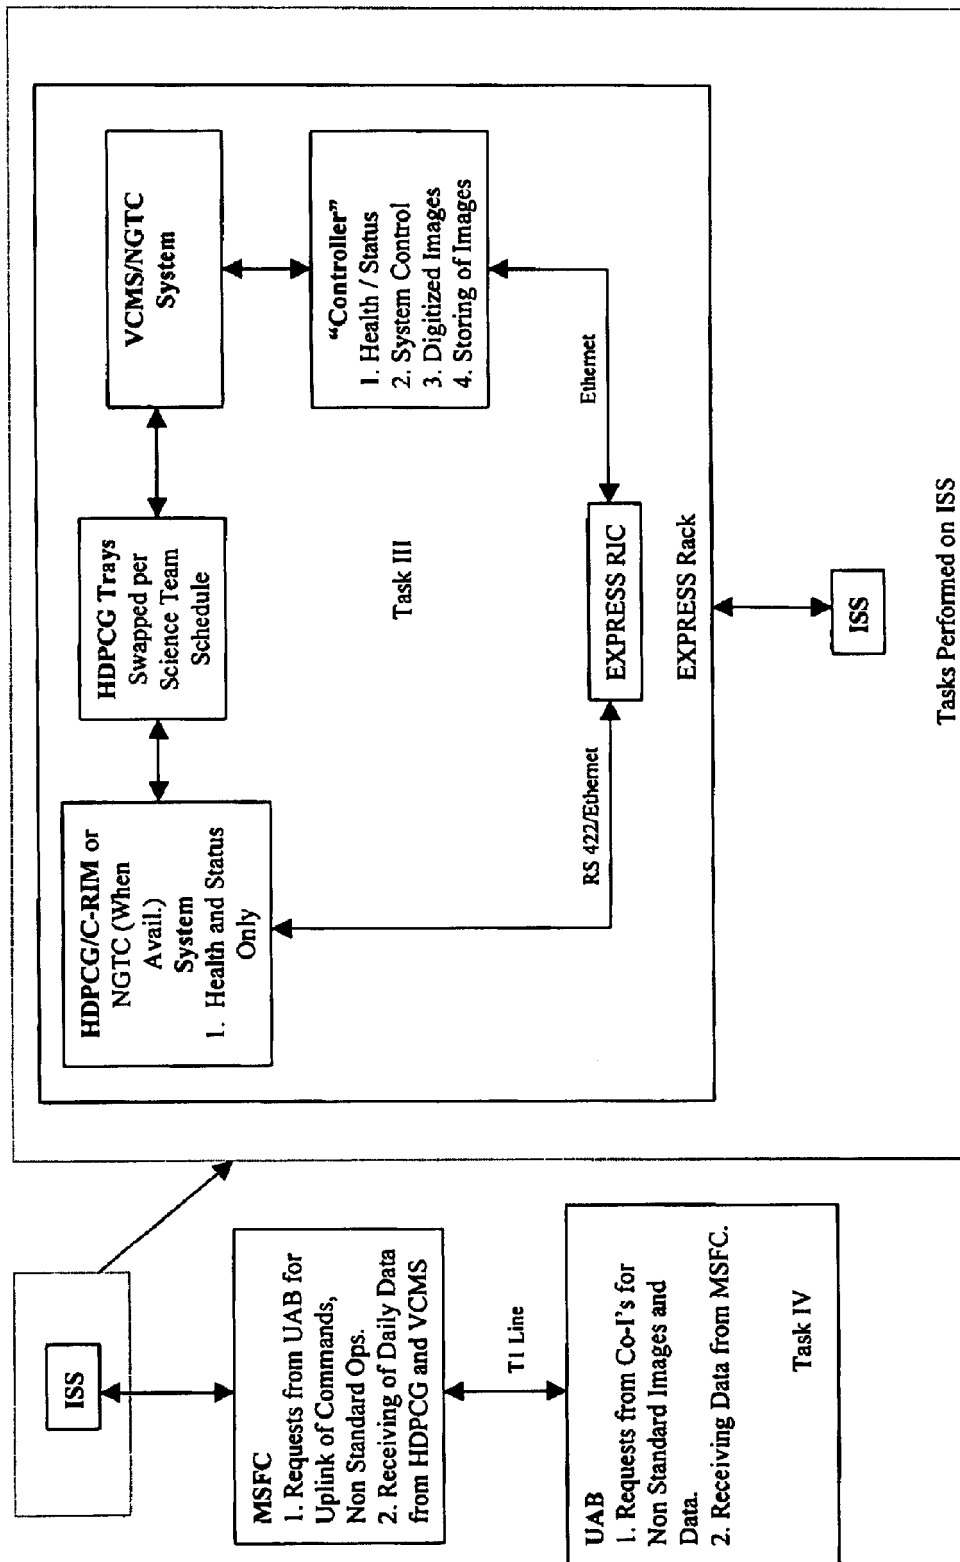 ISS
MSFC
1. Requests from UAB for
Uplink of Commands,
Non Standard Ops.
2. Receiving of Daily Data
from HDPCG and VCMS
T1 Line
UAB
1. Requests from Co-I's for
Non Standard Images and
Data.
2. Receiving Data from MSFC.
Task IV
HDPCG/C-RIM or
NGTC (When
Avail.)
System
1. Health and Status
Only
HDPCG Trays
Swapped per
Science Team
Schedule
VCMS/NGTC
System
Task III
“Controller”
1. Health / Status
2. System Control
3. Digitized Images
4. Storing of Images
RS 422/Ethernet
Ethernet
EXPRESS RIC
EXPRESS Rack
ISS
Tasks Performed on ISS